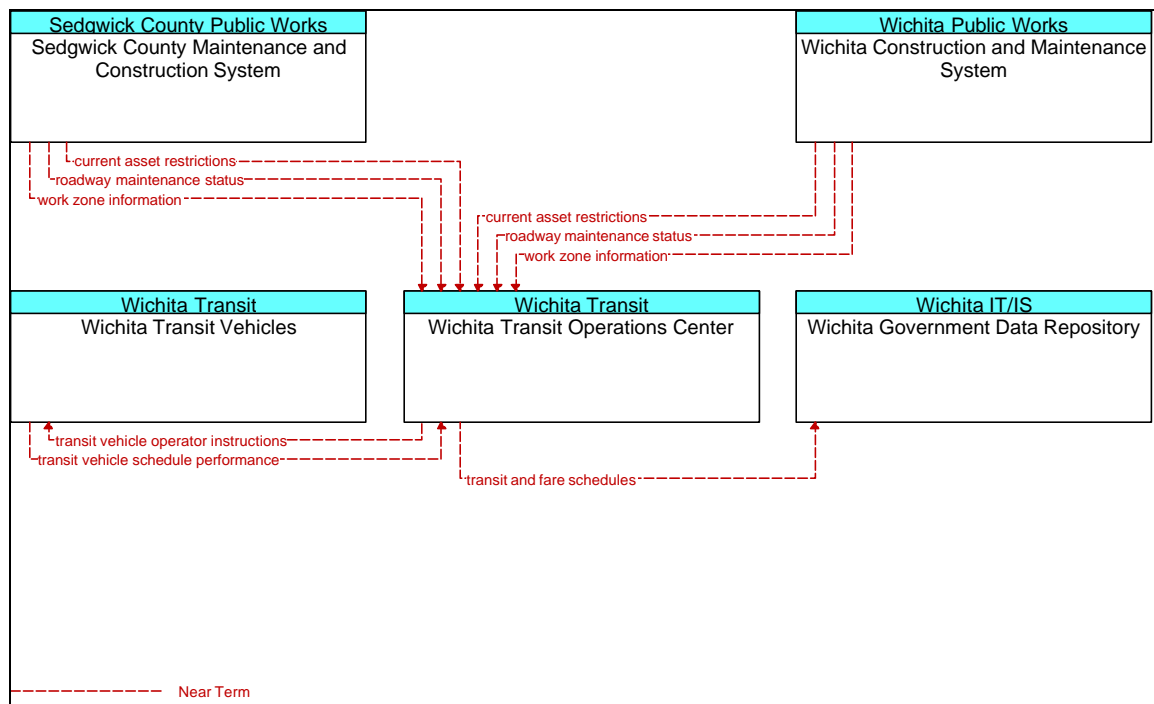 Sedgwick County Public Works
Sedgwick County Maintenance and
Construction System
Wichita Public Works
Wichita Construction and Maintenance
System
current asset restrictions
roadway maintenance status
work zone information
current asset restrictions
roadway maintenance status
work zone information
Wichita Transit
Wichita Transit Vehicles
Wichita Transit
Wichita Transit Operations Center
Wichita IT/IS
Wichita Government Data Repository
transit vehicle operator instructions
transit vehicle schedule performance
transit and fare schedules
Near Term